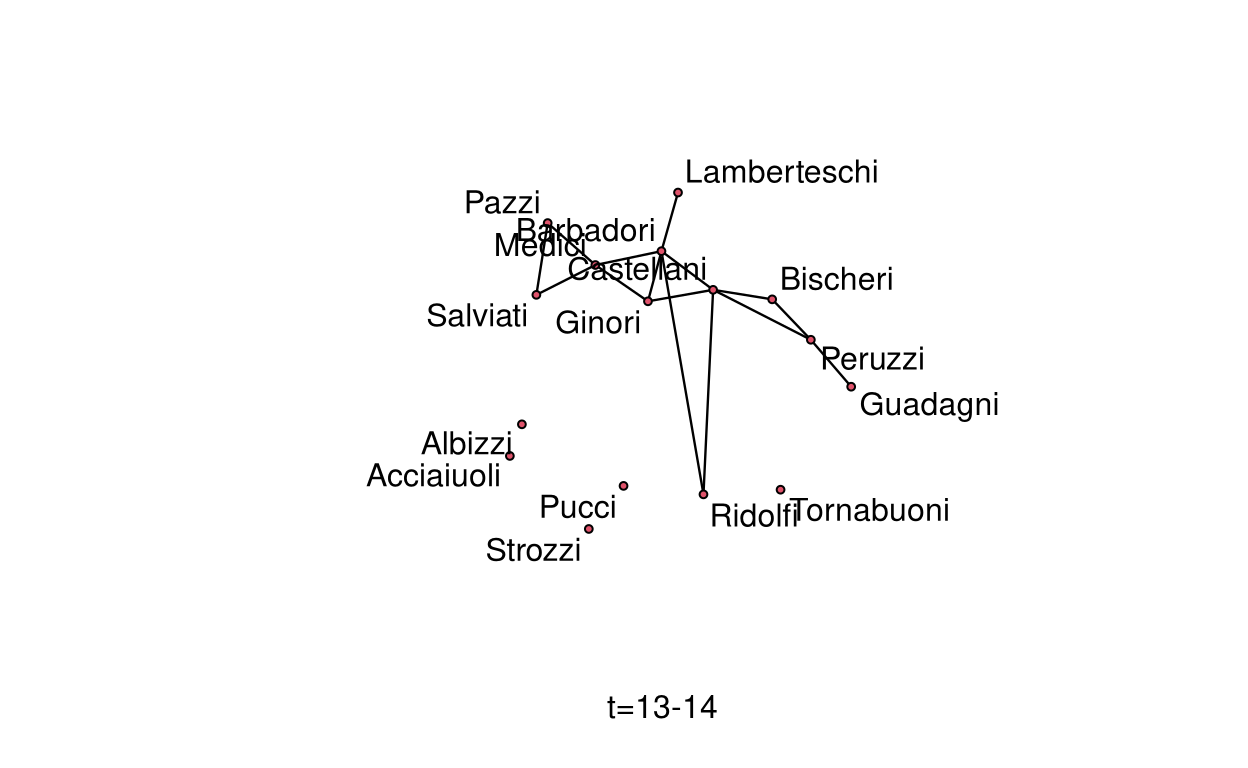 Lamberteschi
Pazzi
Barbadori
Medici
Castellani
Bischeri
Salviati
Ginori
Peruzzi
Guadagni
Albizzi
Acciaiuoli
Pucci
Ridolfi
Tornabuoni
Strozzi
t=13-14